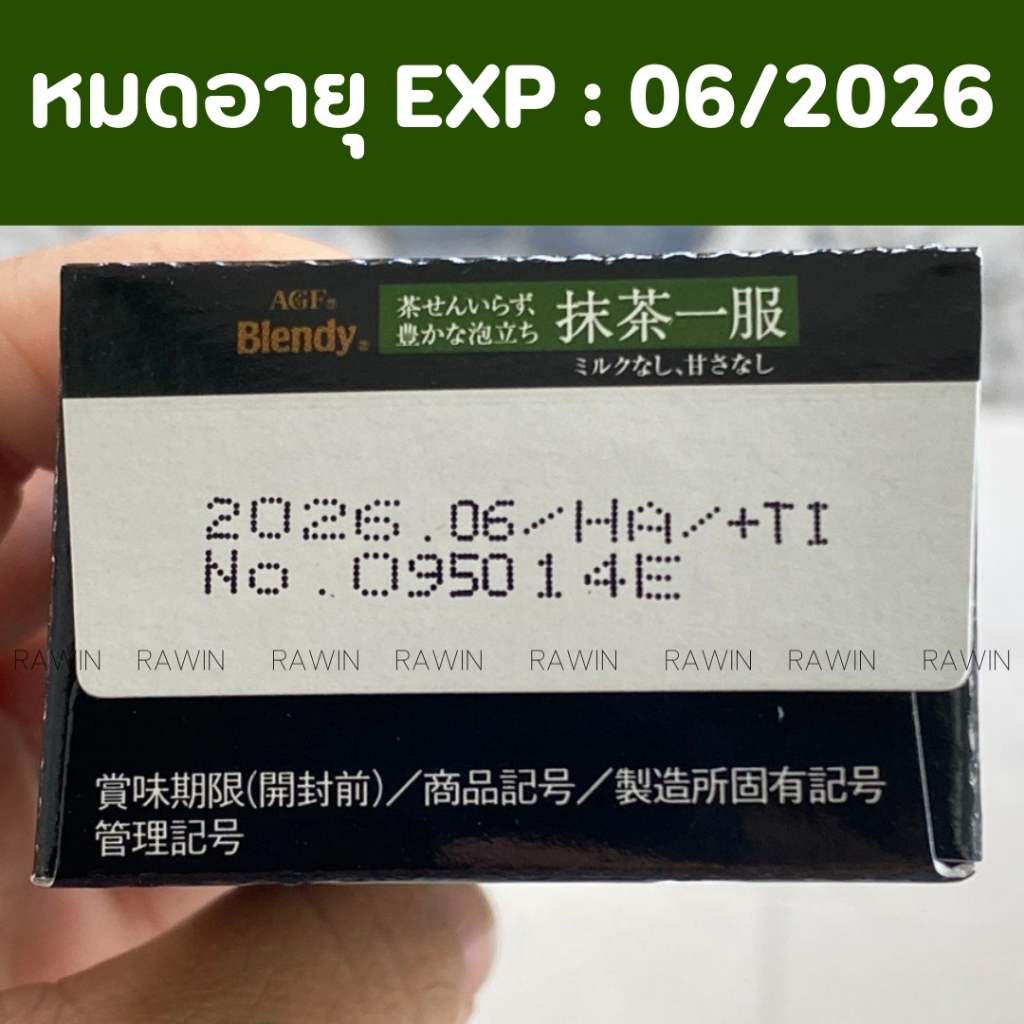 หมดอายุ EXP : 06/2026
AGF®
Blendy®
茶せんいらず、
豊かな泡立ち
抹茶一服
ミルクなし、甘さなし
2026.06/HA/+TI
No.095014E
RAWIN RAWIN RAWIN RAWIN RAWIN RAWIN RAWIN RAWIN
賞味期限(開封前)／商品記号／製造所固有記号
管理記号